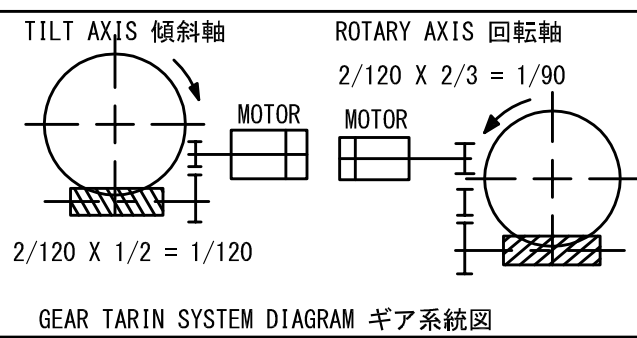 TILT AXIS 傾斜軸
ROTARY AXIS 回転軸
2/120 X 2/3 = 1/90
MOTOR
MOTOR
2/120 X 1/2 = 1/120
GEAR TARIN SYSTEM DIAGRAM ギア系統図